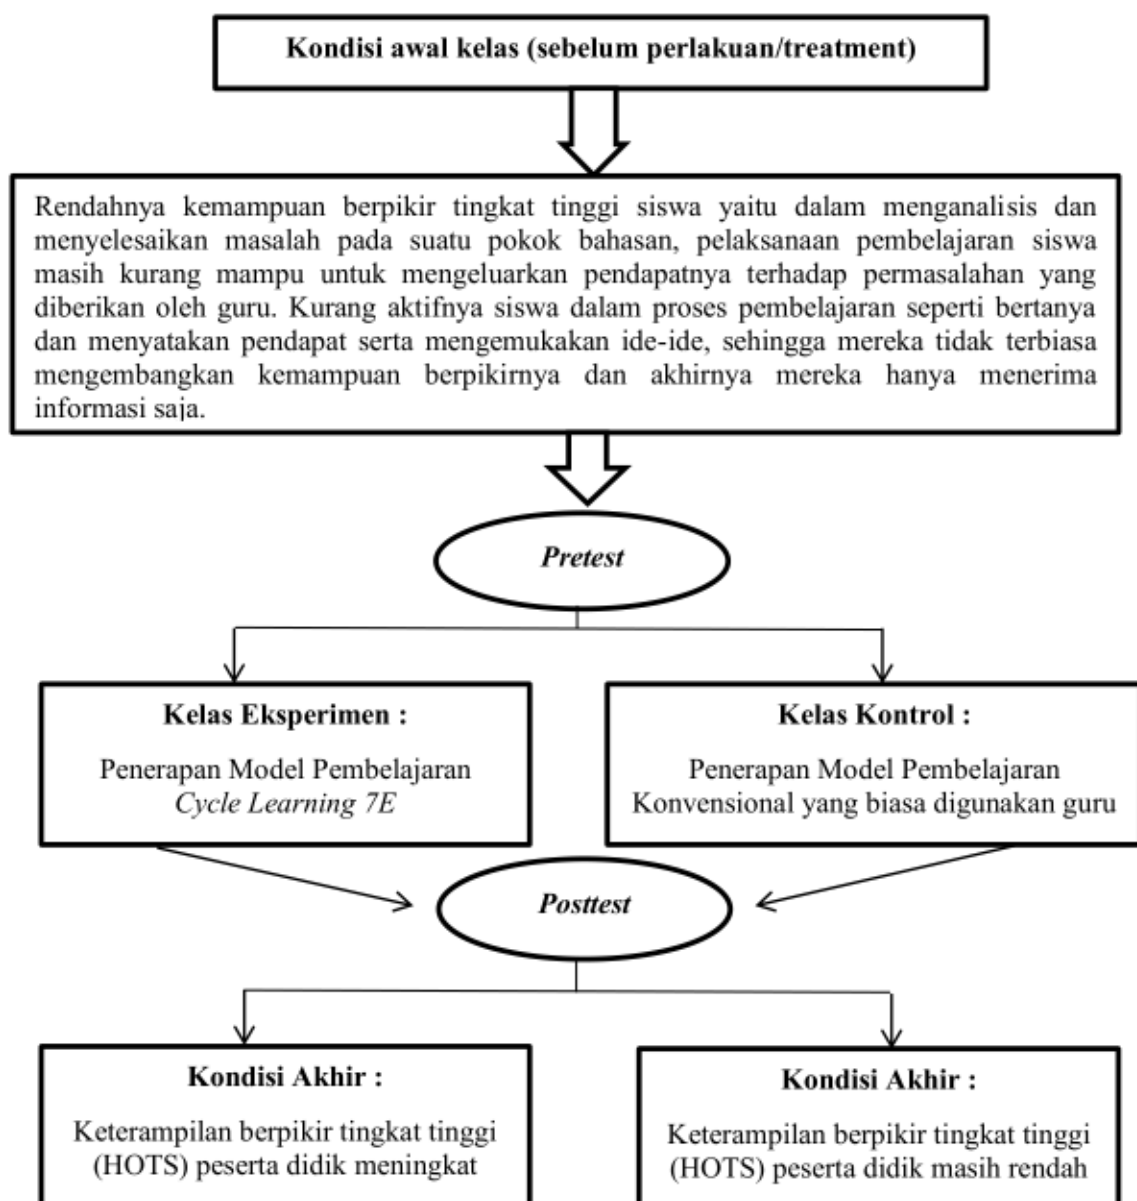 Kondisi awal kelas (sebelum perlakuan/treatment)
Rendahnya kemampuan berpikir tingkat tinggi siswa yaitu dalam menganalisis dan
menyelesaikan masalah pada suatu pokok bahasan, pelaksanaan pembelajaran siswa
masih kurang mampu untuk mengeluarkan pendapatnya terhadap permasalahan yang
diberikan oleh guru. Kurang aktifnya siswa dalam proses pembelajaran seperti bertanya
dan menyatakan pendapat serta mengemukakan ide-ide, sehingga mereka tidak terbiasa
mengembangkan kemampuan berpikirnya dan akhirnya mereka hanya menerima
informasi saja.
Pretest
Kelas Eksperimen :
Penerapan Model Pembelajaran
Cycle Learning 7E
Kelas Kontrol :
Penerapan Model Pembelajaran
Konvensional yang biasa digunakan guru
Posttest
Kondisi Akhir :
Keterampilan berpikir tingkat tinggi
(HOTS) peserta didik meningkat
Kondisi Akhir :
Keterampilan berpikir tingkat tinggi
(HOTS) peserta didik masih rendah